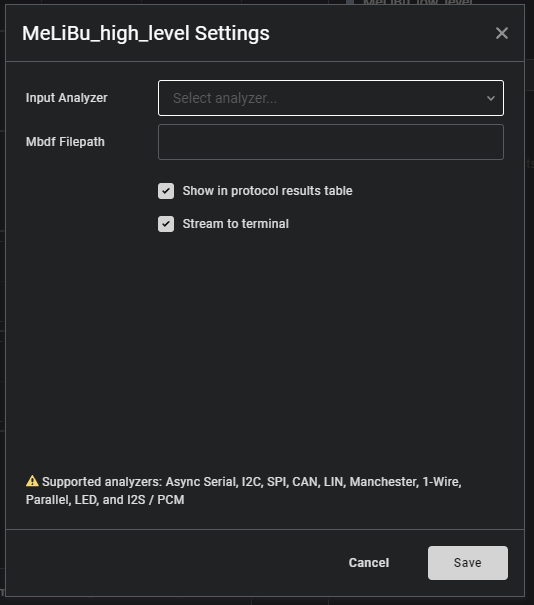 MeLiBu_low_level
MeLiBu_high_level Settings
Input Analyzer
Select analyzer...
Mbdf Filepath
Show in protocol results table
Stream to terminal
Supported analyzers: Async Serial, I2C, SPI, CAN, LIN, Manchester, 1-Wire,
Parallel, LED, and I2S / PCM
Cancel
Save